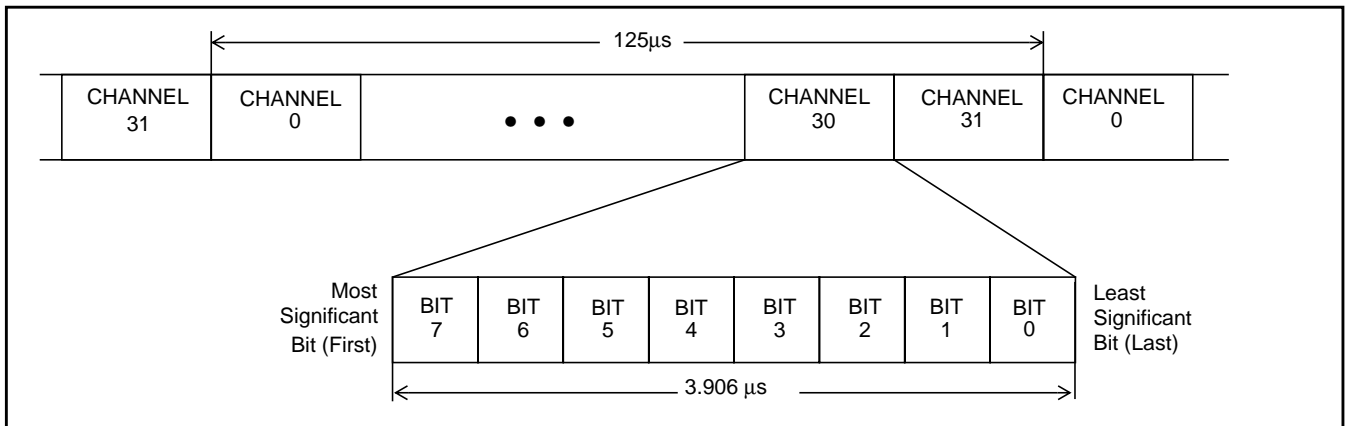 125μs
CHANNEL
31
CHANNEL
0
CHANNEL
30
CHANNEL
31
CHANNEL
0
Most
Significant
Bit (First)
BIT
7
BIT
6
BIT
5
BIT
4
BIT
3
BIT
2
BIT
1
BIT
0
Least
Significant
Bit (Last)
3.906 μs